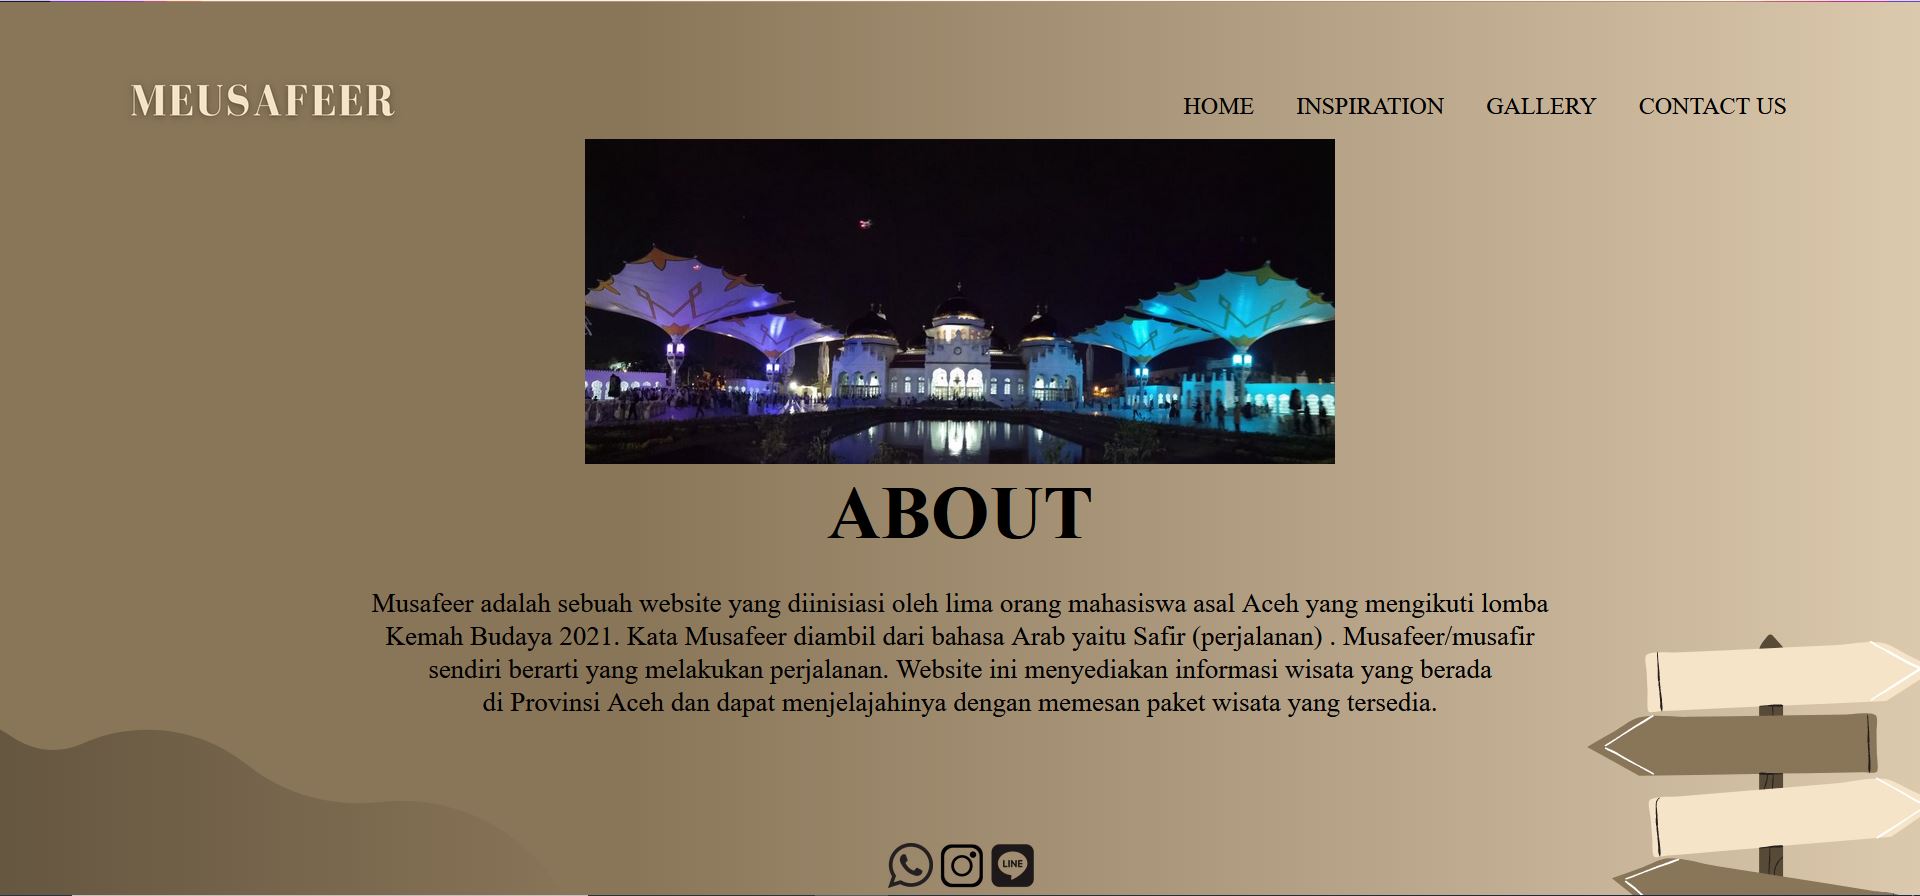 MEUSAFEER
HOME INSPIRATION GALLERY CONTACT US
ABOUT
Musafeer adalah sebuah website yang diinisiasi oleh lima orang mahasiswa asal Aceh yang mengikuti lomba
Kemah Budaya 2021. Kata Musafeer diambil dari bahasa Arab yaitu Safir (perjalanan) . Musafeer/musafir
sendiri berarti yang melakukan perjalanan. Website ini menyediakan informasi wisata yang berada
di Provinsi Aceh dan dapat menjelajahinya dengan memesan paket wisata yang tersedia.
LINE